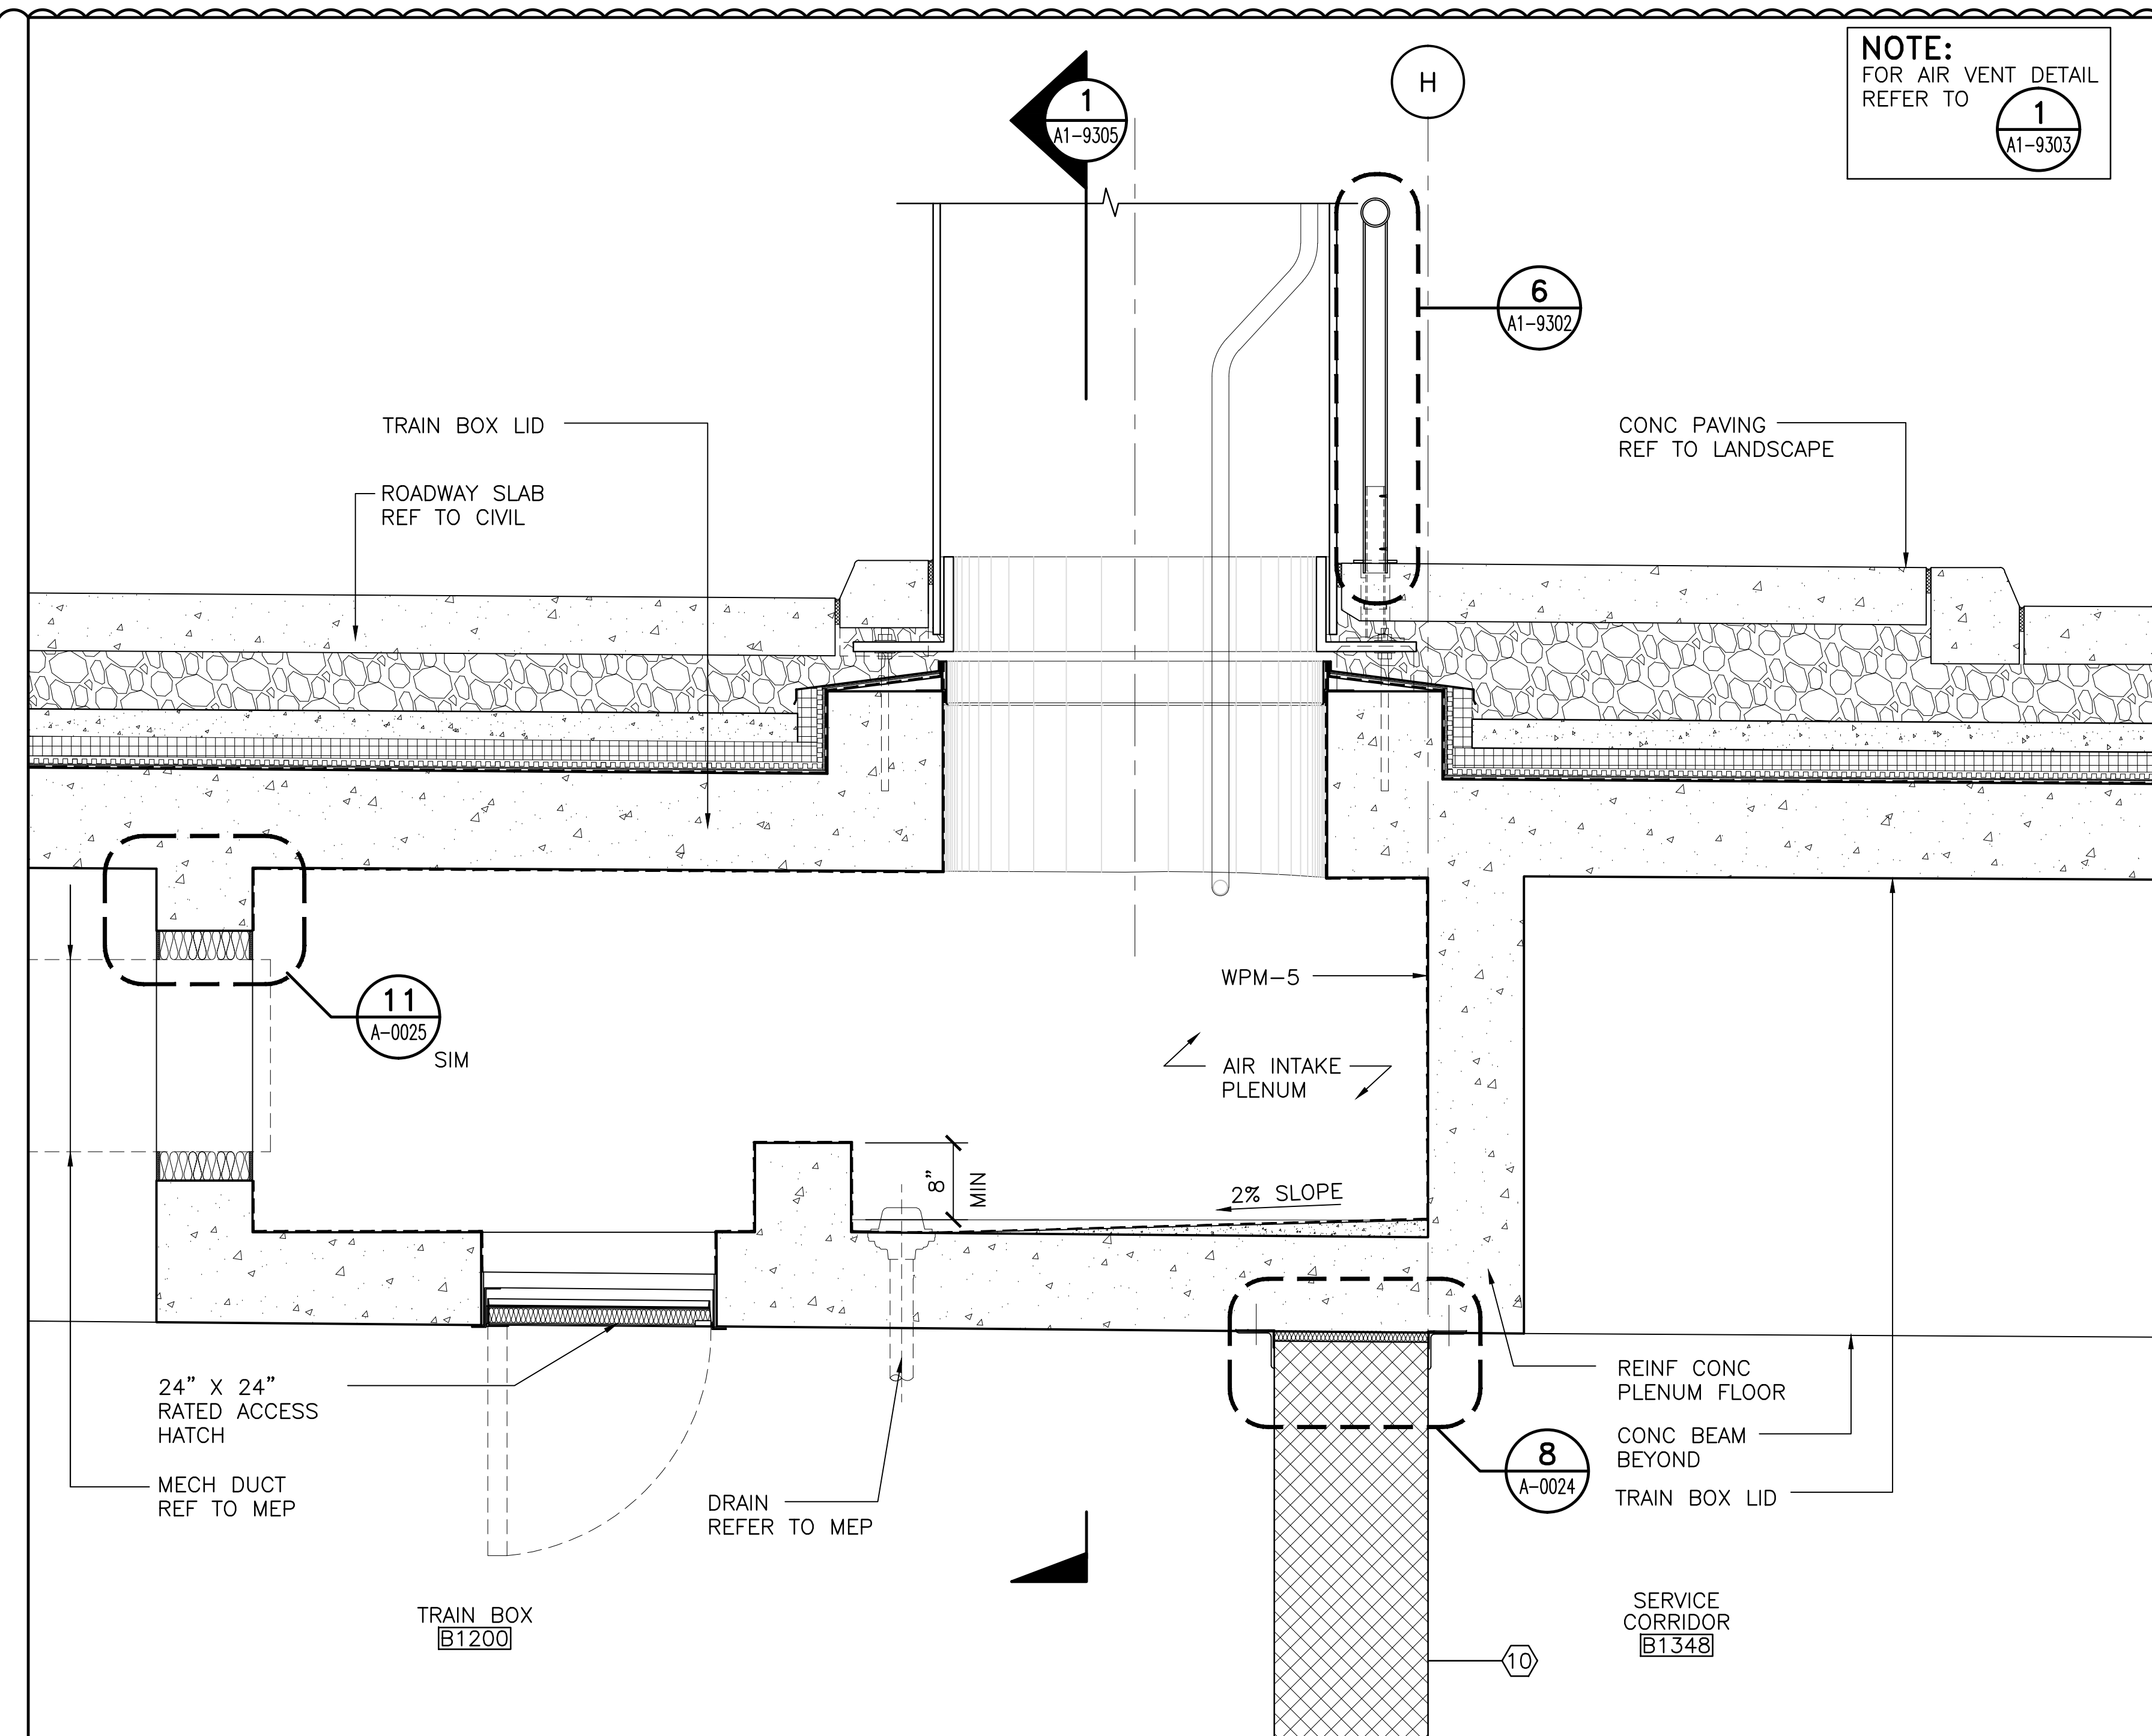 NOTE:
FOR AIR VENT DETAIL
REFER TO
1
A1-9303
1
A1-9305
H
6
A1-9302
TRAIN BOX LID
ROADWAY SLAB
REF TO CIVIL
CONC PAVING
REF TO LANDSCAPE
WPM-5
11
A-0025
SIM
AIR INTAKE
PLENUM
8"
MIN
2% SLOPE
24" X 24"
RATED ACCESS
HATCH
MECH DUCT
REF TO MEP
DRAIN
REFER TO MEP
REINF CONC
PLENUM FLOOR
CONC BEAM
BEYOND
8
A-0024
TRAIN BOX LID
TRAIN BOX
B1200
SERVICE
CORRIDOR
B1348
10